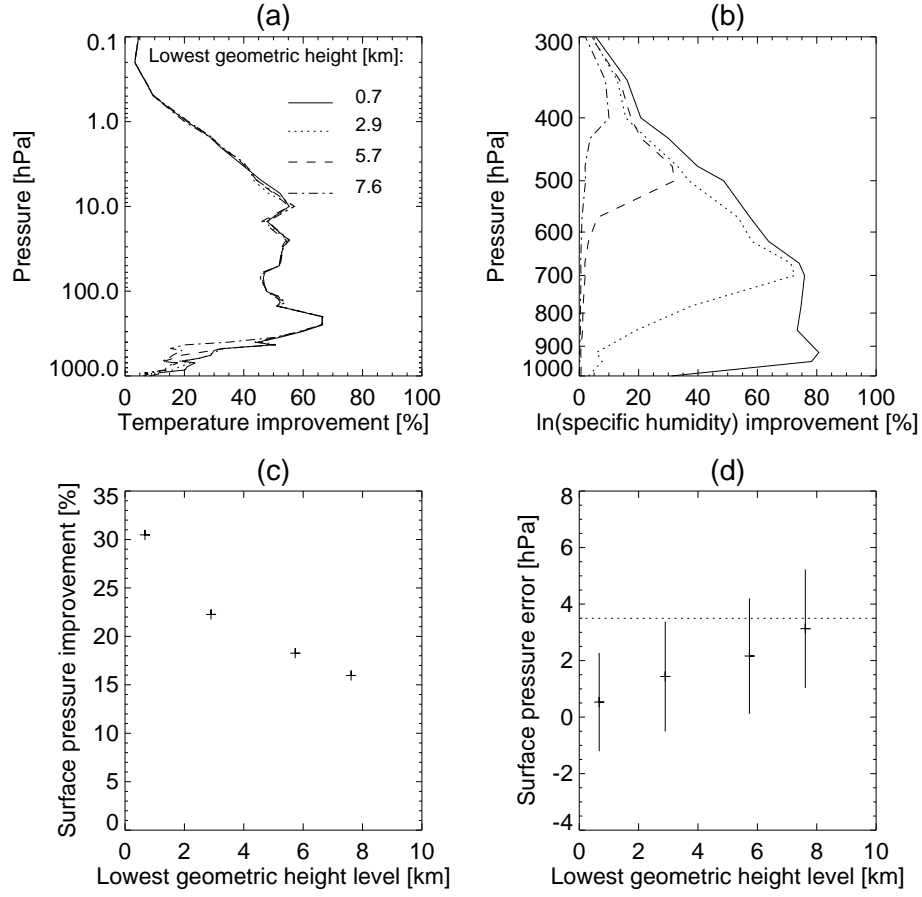 (a)
0.1
1.0
10.0
100.0
1000.0
Pressure [hPa]
Lowest geometric height [km]:
0.7
2.9
5.7
7.6
0 20 40 60 80 100
Temperature improvement [%]
(b)
300
400
500
600
700
800
900
1000
Pressure [hPa]
0 20 40 60 80 100
ln(specific humidity) improvement [%]
(c)
35
30
25
20
15
10
5
0
Surface pressure improvement [%]
0 2 4 6 8 10
Lowest geometric height level [km]
(d)
8
6
4
2
0
-2
-4
Surface pressure error [hPa]
0 2 4 6 8 10
Lowest geometric height level [km]